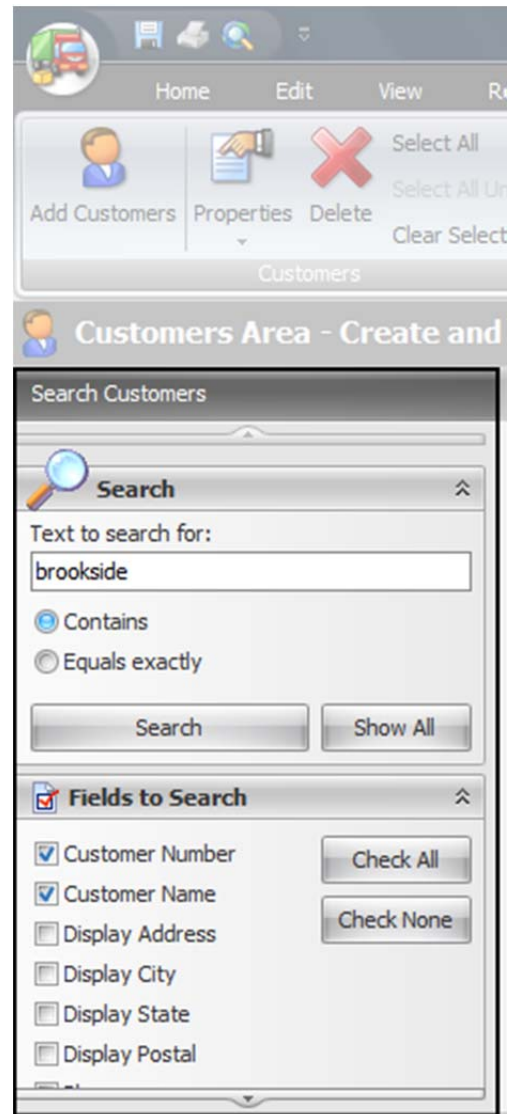 Home Edit View
Select All
Select All
Add Customers Properties Delete
Clear Select
Customers
Customers Area - Create and
Search Customers
Search
Text to search for:
brookside
Contains
Equals exactly
Search Show All
Fields to Search
Customer Number Check All
Customer Name
Check None
Display Address
Display City
Display State
Display Postal